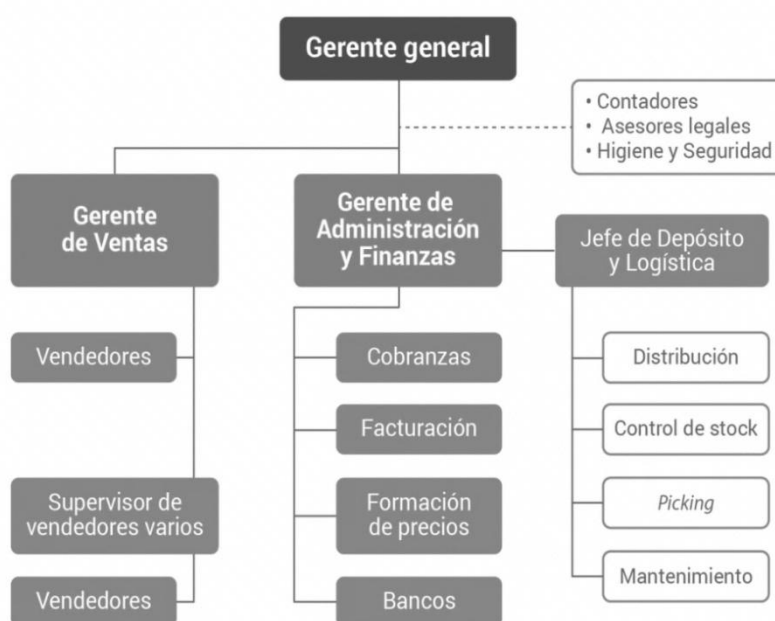 Gerente general
• Contadores
• Asesores legales
• Higiene y Seguridad
Gerente
de Ventas
Gerente de
Administración
y Finanzas
Jefe de Depósito
y Logística
Vendedores
Cobranzas
Distribución
Facturación
Control de stock
Supervisor de
vendedores varios
Formación
de precios
Picking
Vendedores
Bancos
Mantenimiento